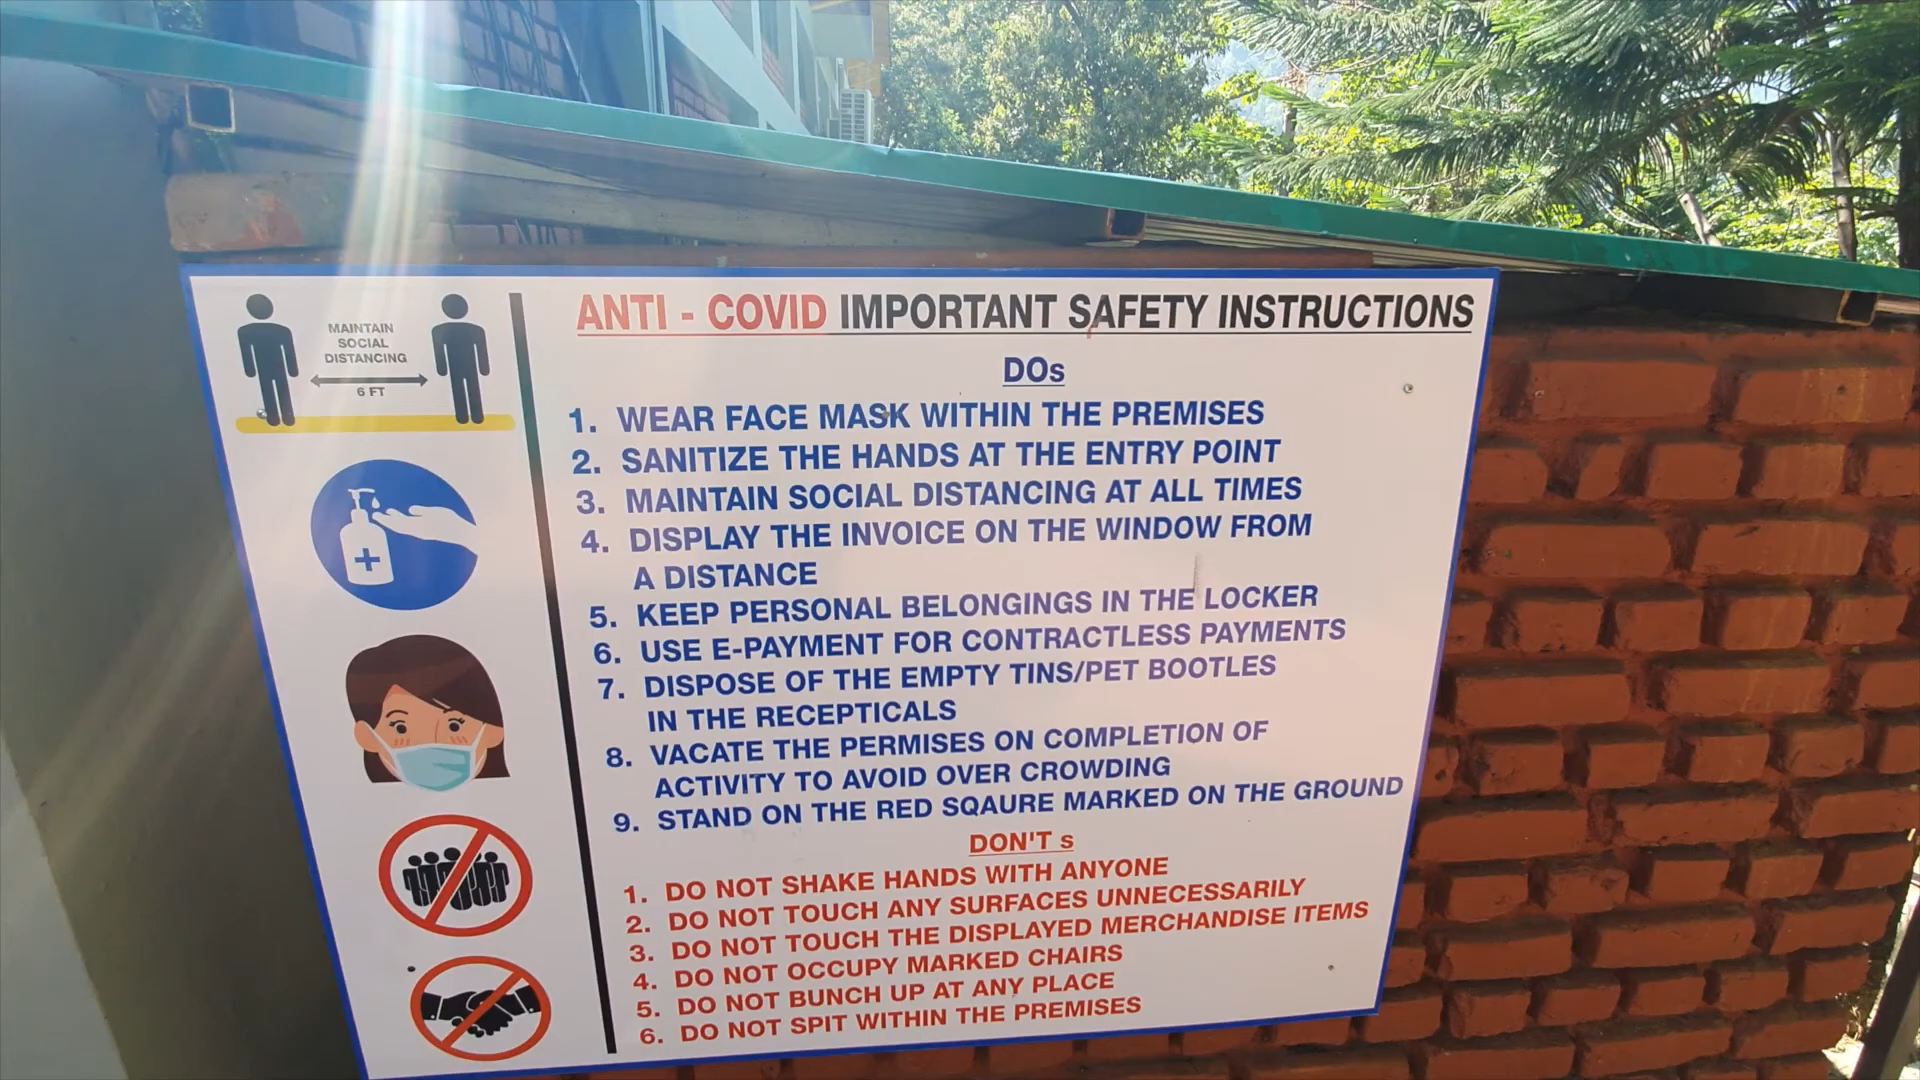 MAINTAIN
SOCIAL
DISTANCING
6 FT
ANTI - COVID IMPORTANT SAFETY INSTRUCTIONS
DOs
1. WEAR FACE MASK WITHIN THE PREMISES
2. SANITIZE THE HANDS AT THE ENTRY POINT
3. MAINTAIN SOCIAL DISTANCING AT ALL TIMES
4. DISPLAY THE INVOICE ON THE WINDOW FROM
A DISTANCE
5. KEEP PERSONAL BELONGINGS IN THE LOCKER
6. USE E-PAYMENT FOR CONTRACTLESS PAYMENTS
7. DISPOSE OF THE EMPTY TINS/PET BOOTLES
IN THE RECEPTICALS
8. VACATE THE PERMISES ON COMPLETION OF
ACTIVITY TO AVOID OVER CROWDING
9. STAND ON THE RED SQAURE MARKED ON THE GROUND
DON'T s
1. DO NOT SHAKE HANDS WITH ANYONE
2. DO NOT TOUCH ANY SURFACES UNNECESSARILY
3. DO NOT TOUCH THE DISPLAYED MERCHANDISE ITEMS
4. DO NOT OCCUPY MARKED CHAIRS
5. DO NOT BUNCH UP AT ANY PLACE
6. DO NOT SPIT WITHIN THE PREMISES